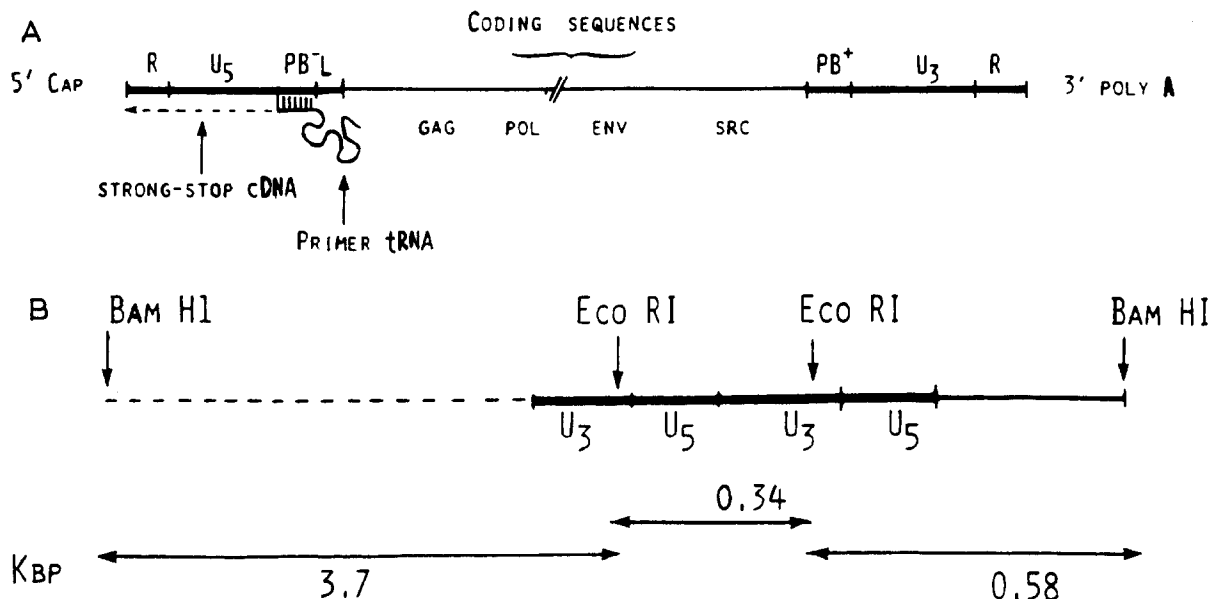 A
CODING SEQUENCES
5' CAP R U5 PB-L PB+ U3 R 3' POLY A
GAG POL ENV SRC
STRONG-STOP cDNA
PRIMER tRNA
B BAM H1 ECO RI ECO RI BAM HI
U3 U5 U3 U5
0.34
KBP
3.7 0.58